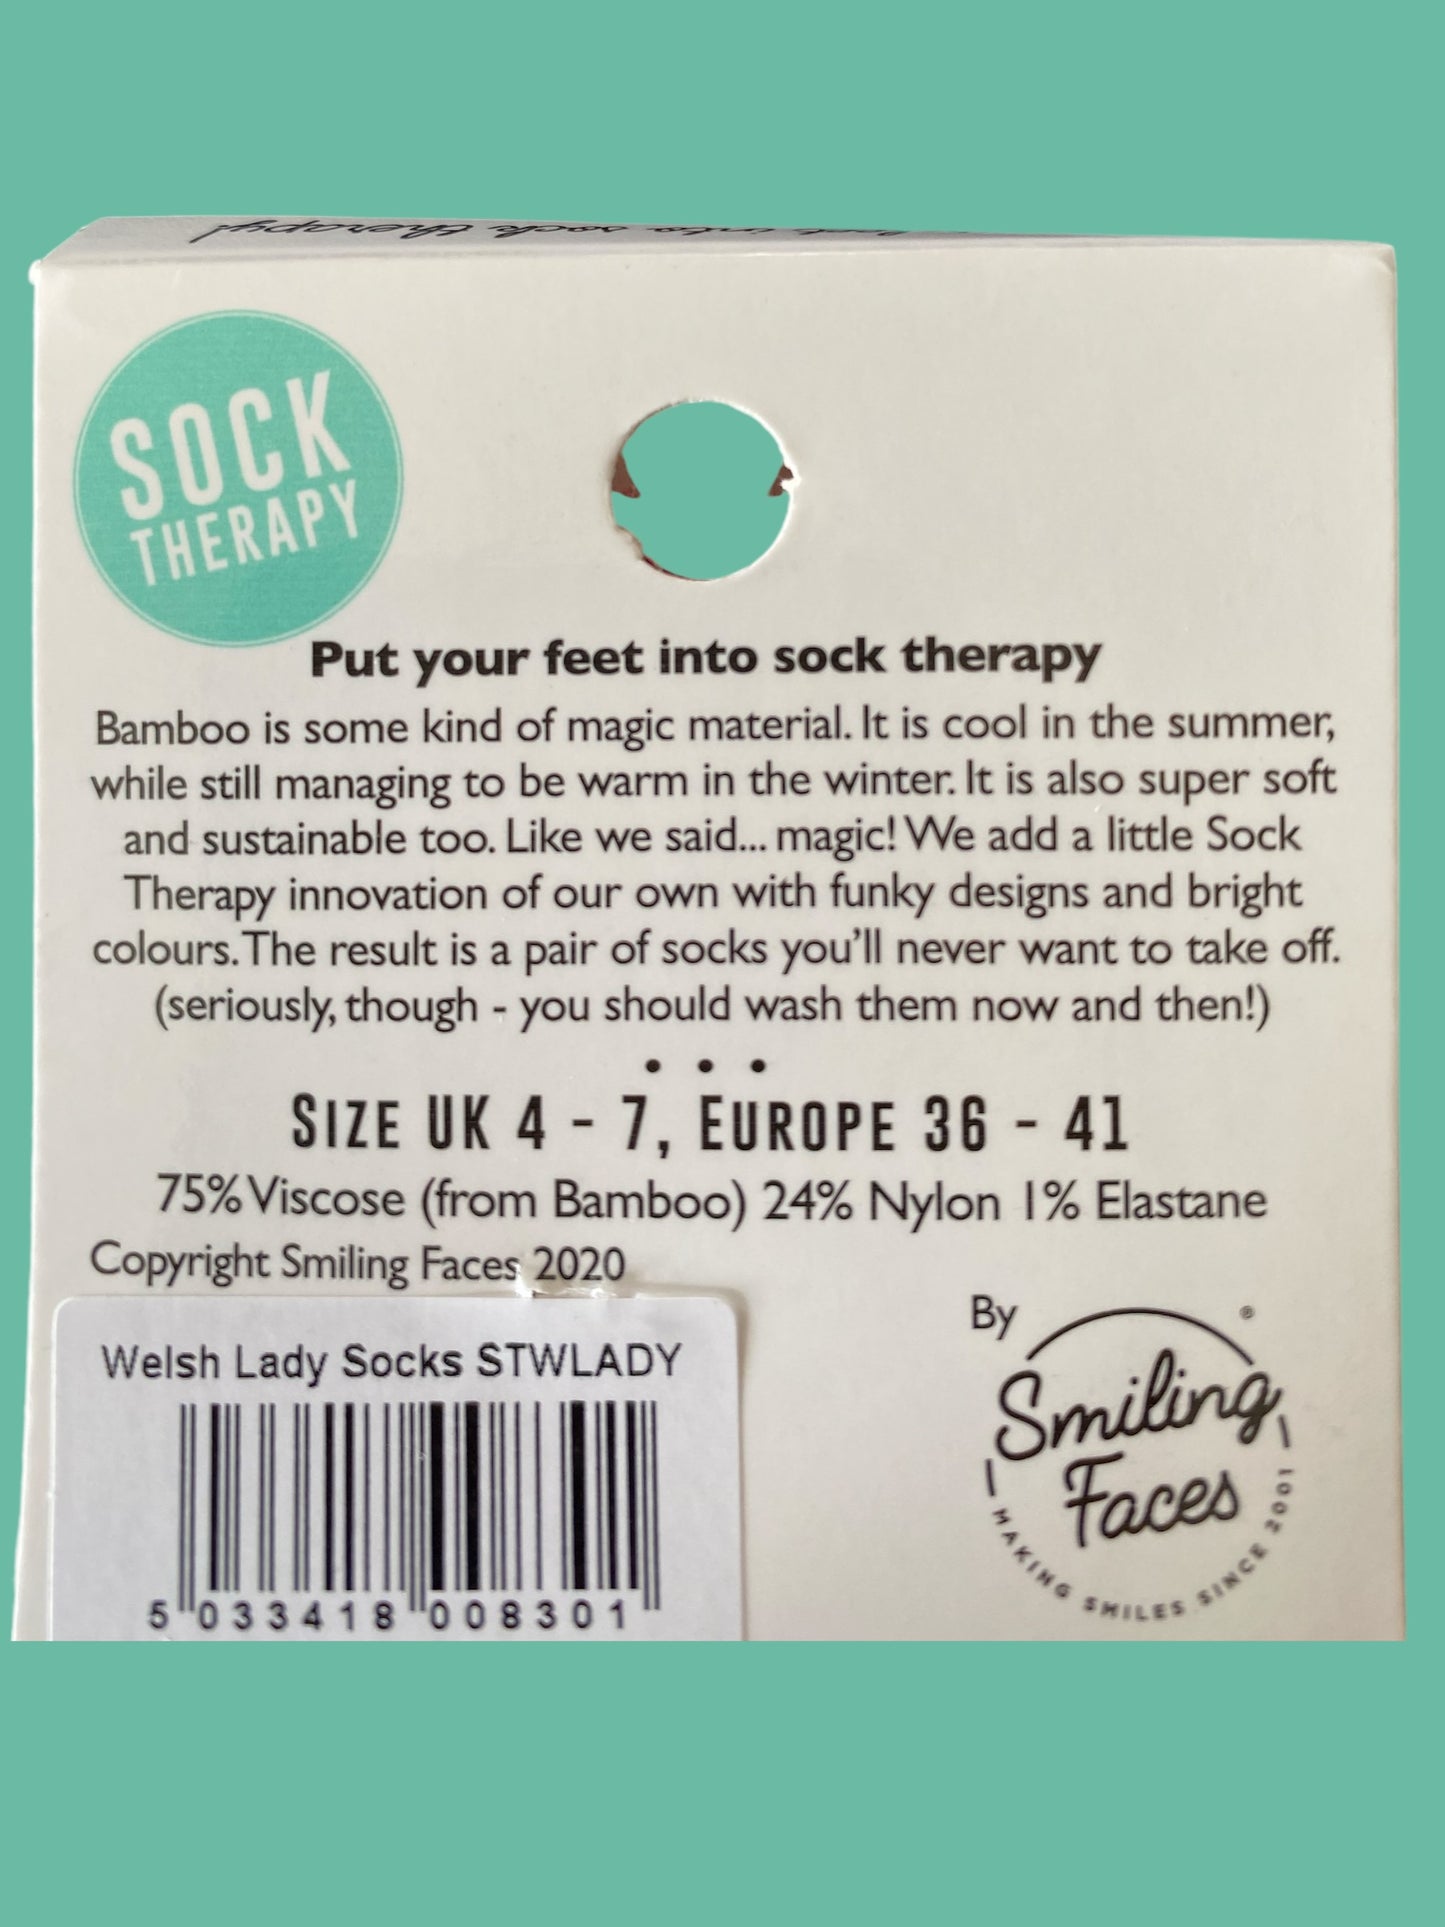 into sock therapy!
SOCK
THERAPY
Put your feet into sock therapy
Bamboo is some kind of magic material. It is cool in the summer,
while still managing to be warm in the winter. It is also super soft
and sustainable too. Like we said... magic! We add a little Sock
Therapy innovation of our own with funky designs and bright
colours. The result is a pair of socks you'll never want to take off.
(seriously, though - you should wash them now and then!)
• • •
SIZE UK 4 - 7, EUROPE 36 - 41
75% Viscose (from Bamboo) 24% Nylon 1% Elastane
Copyright Smiling Faces 2020
Welsh Lady Socks STWLADY
5 033418 008301
By
Smiling
Faces
®
MAKING SMILES SINCE 2001